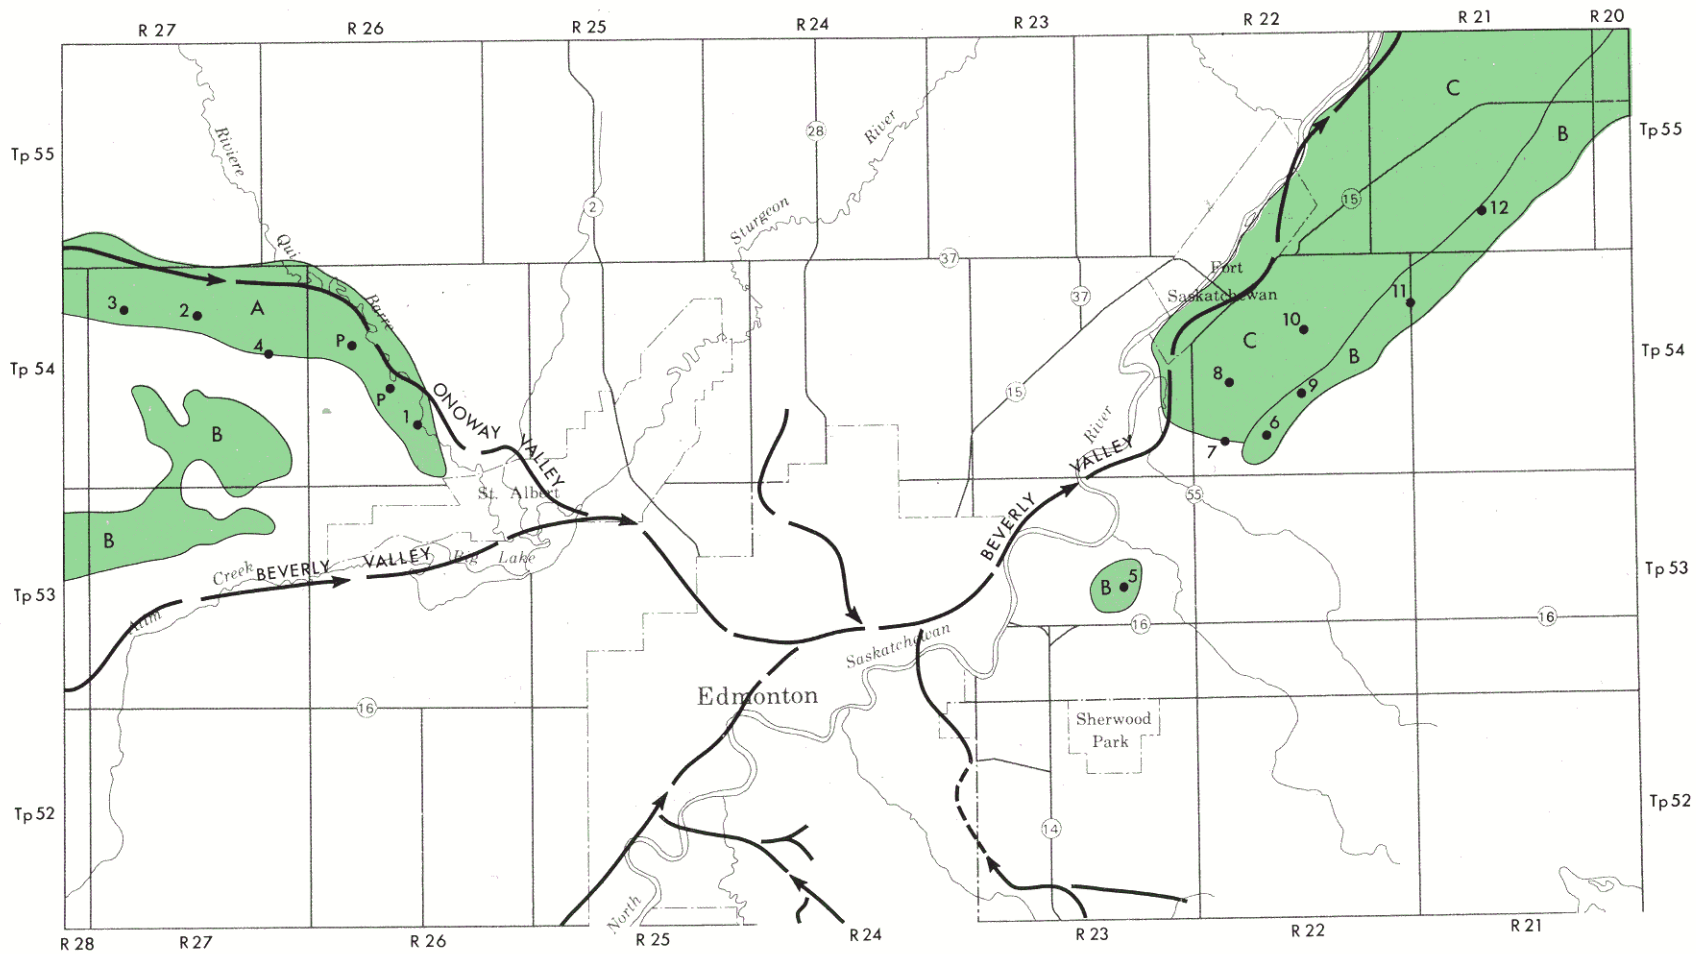 R 27 R 26 R 25 R 24 R 23 R 22 R 21 R 20
C
28
River
Tp 55
Riviere
B
Tp 55
15
2
12
Sturgeon
Qui
37
Fort
Saskatchewan
37
11
3
2
A
Barre
10
4
P
C
B
Tp 54
Tp 54
8
9
15
P
1
ONOWAY VALLEY
River
6
7
B
BEVERLY VALLEY
St. Albert
55
B
Big Lake
Creek
BEVERLY VALLEY
B
5
Tp 53
Tp 53
Atim
16
16
Saskatchewan
Edmonton
16
Sherwood
Park
Tp 52
Tp 52
14
North
R 28 R 27 R 26 R 25 R 24 R 23 R 22 R 21